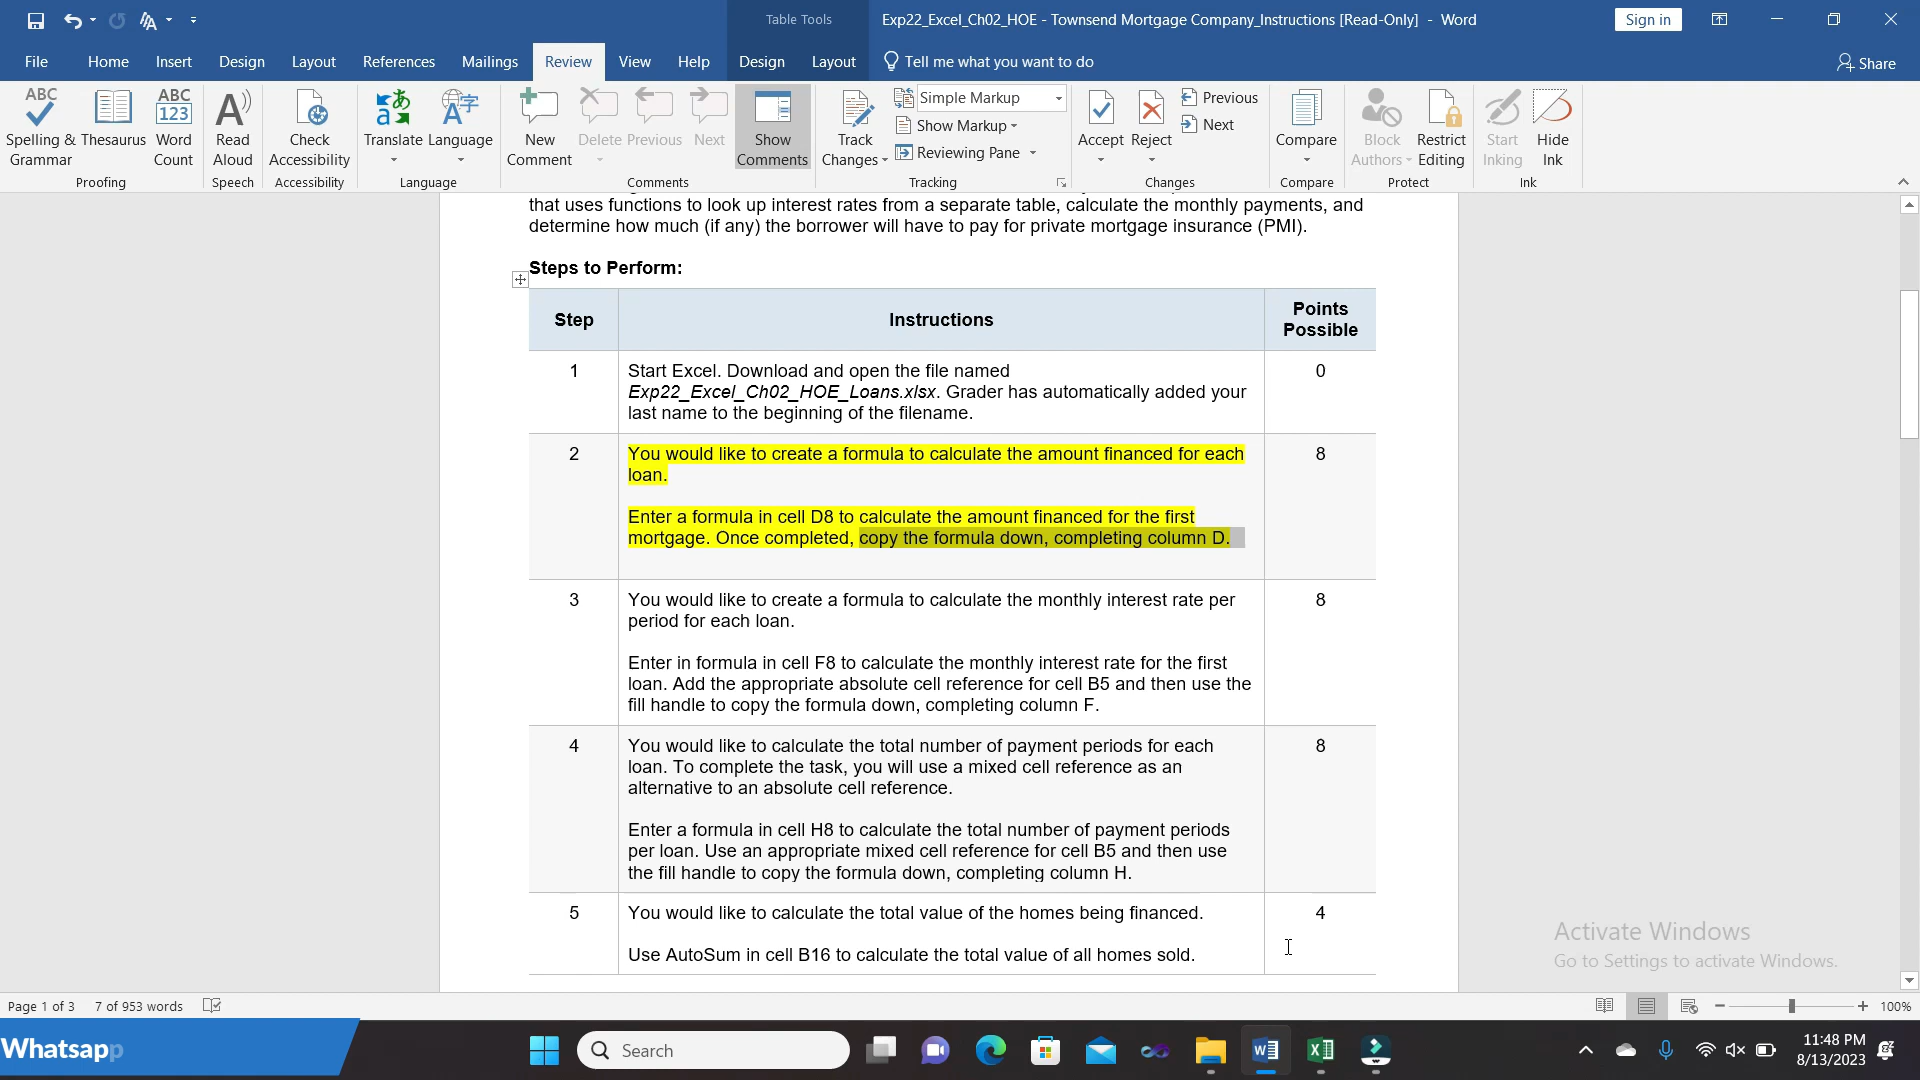 Table Tools
Exp22_Excel_Ch02_HOE - Townsend Mortgage Company_Instructions [Read-Only] - Word
Sign in
File Home Insert Design Layout References Mailings Review View Help Design Layout Tell me what you want to do
Share
ABC ABC 123
Spelling & Grammar Thesaurus Word Count Read Aloud Check Accessibility Translate Language New Comment Delete Previous Next Show Comments Track Changes
Simple Markup
Show Markup
Reviewing Pane
Accept Reject Previous Next Compare Block Authors Restrict Editing Start Inking Hide Ink
Proofing Speech Accessibility Language Comments Tracking Changes Compare Protect Ink
that uses functions to look up interest rates from a separate table, calculate the monthly payments, and
determine how much (if any) the borrower will have to pay for private mortgage insurance (PMI).
Steps to Perform:
Step Instructions Points Possible
1 Start Excel. Download and open the file named 0
Exp22_Excel_Ch02_HOE_Loans.xlsx. Grader has automatically added your
last name to the beginning of the filename.
2 You would like to create a formula to calculate the amount financed for each 8
loan.
Enter a formula in cell D8 to calculate the amount financed for the first
mortgage. Once completed, copy the formula down, completing column D.
3 You would like to create a formula to calculate the monthly interest rate per 8
period for each loan.
Enter in formula in cell F8 to calculate the monthly interest rate for the first
loan. Add the appropriate absolute cell reference for cell B5 and then use the
fill handle to copy the formula down, completing column F.
4 You would like to calculate the total number of payment periods for each 8
loan. To complete the task, you will use a mixed cell reference as an
alternative to an absolute cell reference.
Enter a formula in cell H8 to calculate the total number of payment periods
per loan. Use an appropriate mixed cell reference for cell B5 and then use
the fill handle to copy the formula down, completing column H.
5 You would like to calculate the total value of the homes being financed. 4
Use AutoSum in cell B16 to calculate the total value of all homes sold.
Activate Windows
Go to Settings to activate Windows.
Page 1 of 3 7 of 953 words
100%
Whatsapp
Search
11:48 PM
8/13/2023